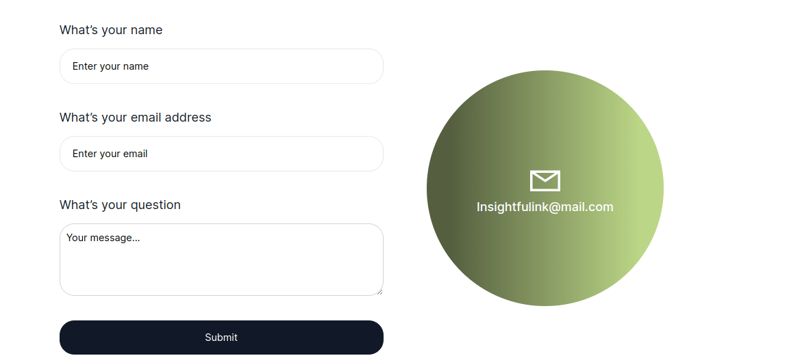 What's your name
Enter your name
What's your email address
Enter your email
What's your question
Your message...
Submit
Insightfulink@mail.com